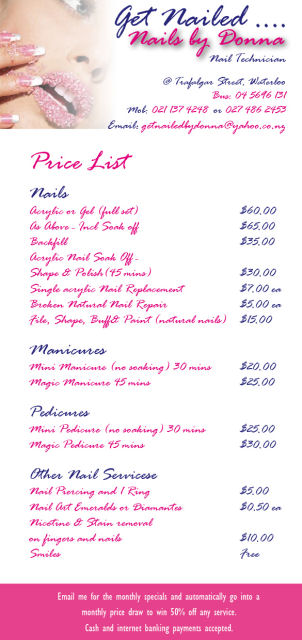 Get Nailed ....
Nails by Donna
Nail Technician
@ Trafalgar Street, Waterloo
Bus: 04 5696 131
Mob: 021 137 4248 or 027 486 2453
Email: getnailedbydonna@yahoo.co.nz
Price List
Nails
Acrylic or Gel (full set) $60.00
As Above - Incl Soak off $65.00
Backfill $35.00
Acrylic Nail Soak Off -
Shape & Polish (45 mins) $30.00
Single acrylic Nail Replacement $7.00 ea
Broken Natural Nail Repair $5.00 ea
File, Shape, Buff& Paint (natural nails) $15.00
Manicures
Mini Manicure (no soaking) 30 mins $20.00
Magic Manicure 45 mins $25.00
Pedicures
Mini Pedicure (no soaking) 30 mins $25.00
Magic Pedicure 45 mins $30.00
Other Nail Servicese
Nail Piercing and 1 Ring $5.00
Nail Art Emeralds or Diamantes $0.50 ea
Nicotine & Stain removal
on fingers and nails $10.00
Smiles Free
Email me for the monthly specials and automatically go into a
monthly price draw to win 50% off any service.
Cash and internet banking payments accepted.